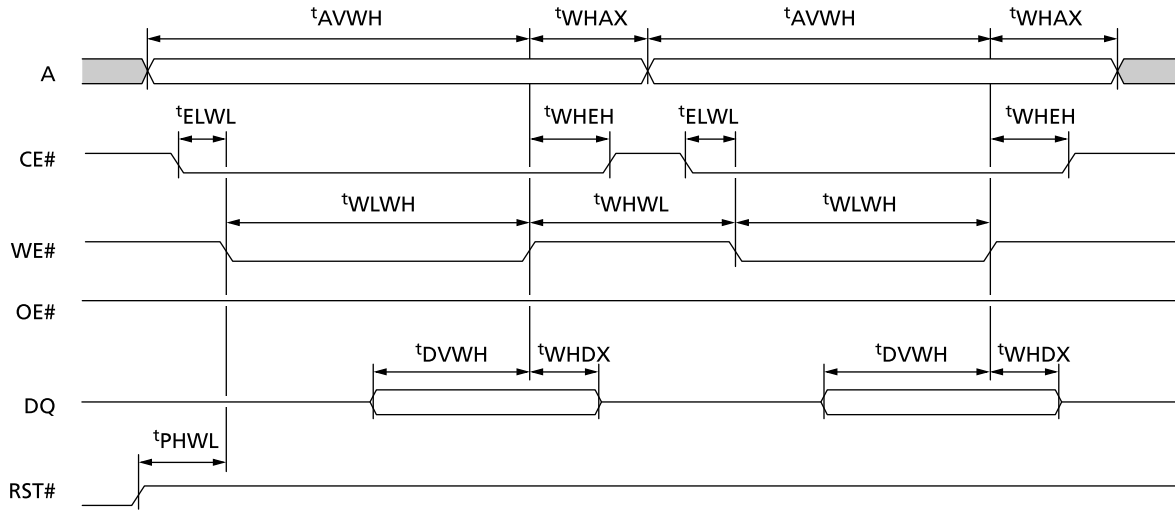 tAVWH tWHAX tAVWH tWHAX
A
tELWL tWHEH tELWL tWHEH
CE#
tWLWH tWHWL tWLWH
WE#
OE#
tDVWH tWHDX tDVWH tWHDX
DQ
tPHWL
RST#